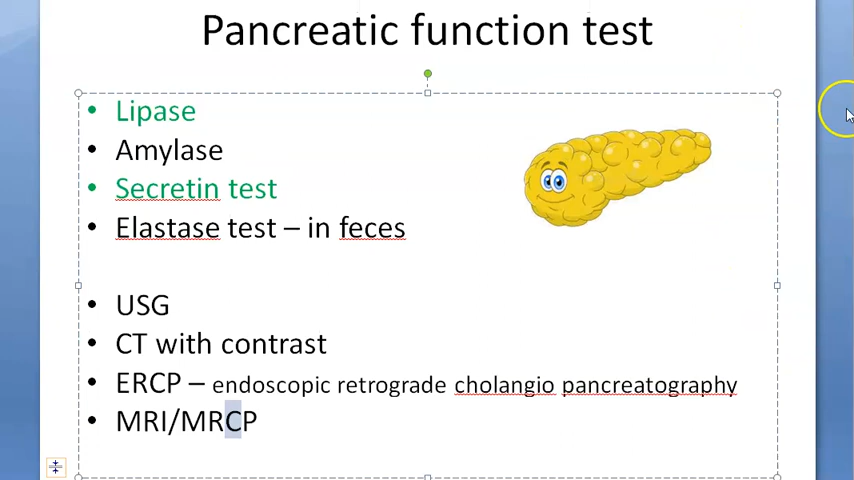 Pancreatic function test
• Lipase
• Amylase
• Secretin test
• Elastase test – in feces
• USG
• CT with contrast
• ERCP – endoscopic retrograde cholangio pancreatography
• MRI/MRCP